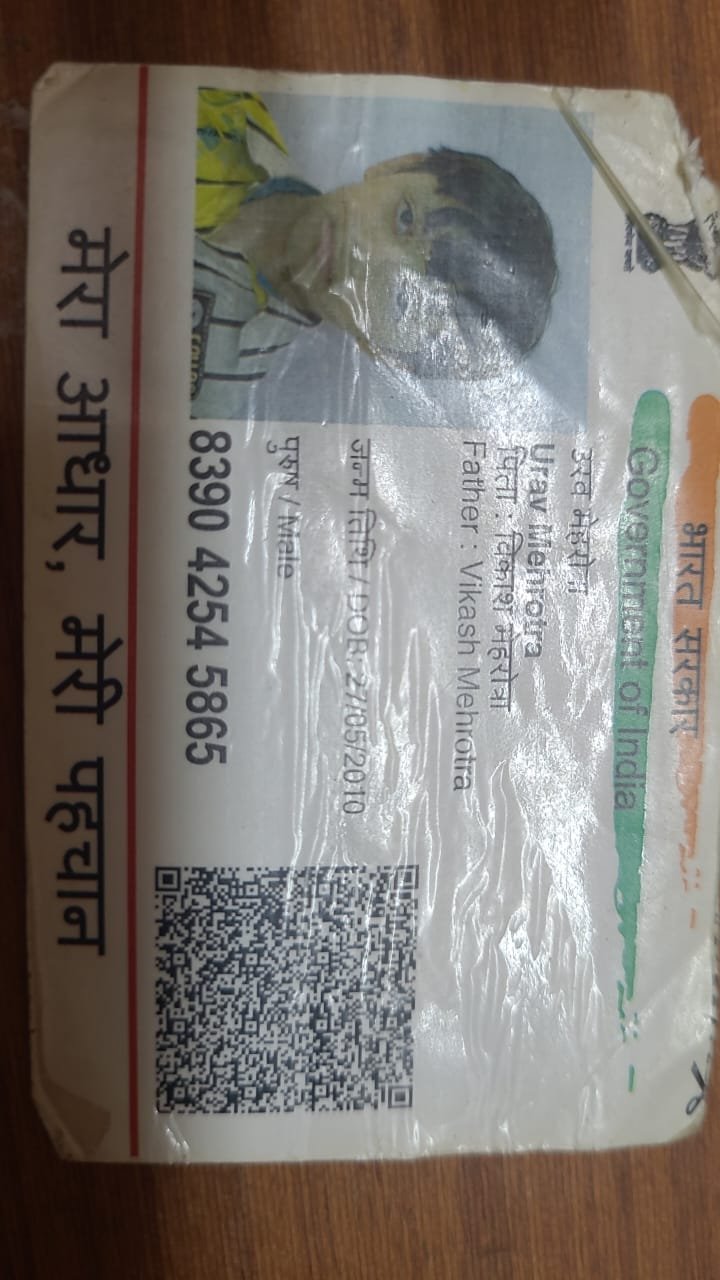 भारत सरकार
Government of India
उरव मेहरोत्रा
Urav Mehrotra
पिता : विकाश मेहरोत्रा
Father : Vikash Mehrotra
जन्म तिथि / DOB: 27/05/2010
पुरुष / Male
8390 4254 5865
मेरा आधार, मेरी पहचान